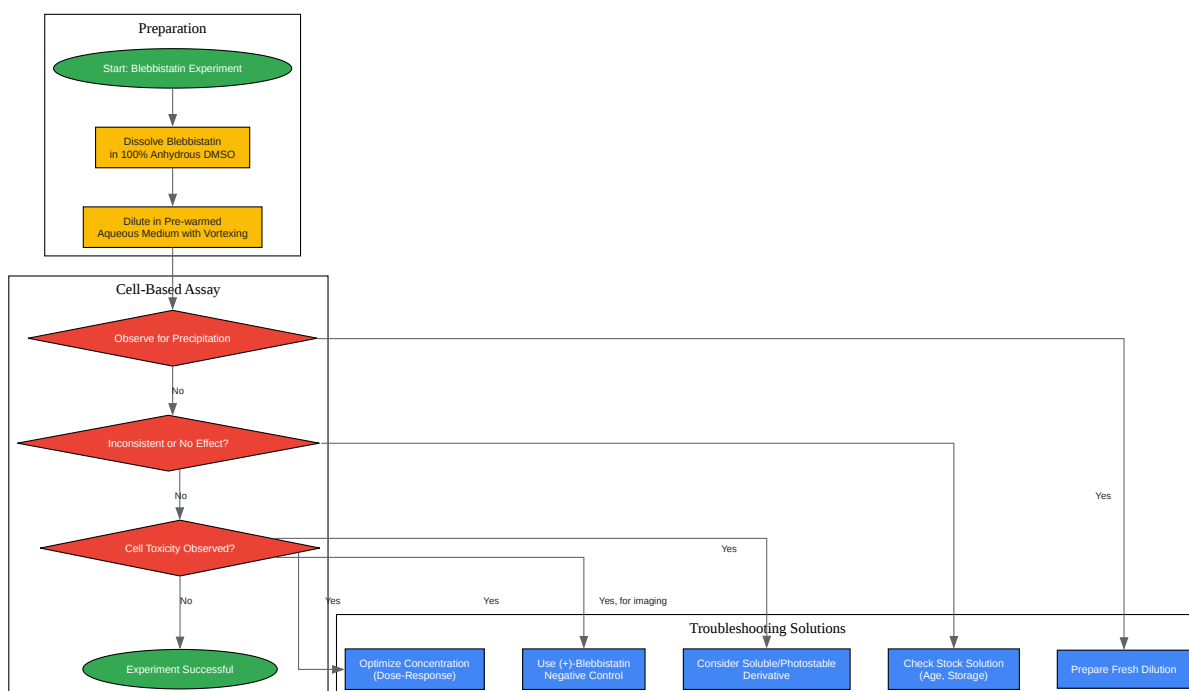 Preparation
Start: Blebbistatin Experiment
Dissolve Blebbistatin
in 100% Anhydrous DMSO
Dilute in Pre-warmed
Aqueous Medium with Vortexing
Cell-Based Assay
Observe for Precipitation
No
Inconsistent or No Effect?
No
Yes
Cell Toxicity Observed?
Yes
No
Yes
Yes
Yes, for imaging
Troubleshooting Solutions
Experiment Successful
Optimize Concentration
(Dose-Response)
Use (+)-Blebbistatin
Negative Control
Consider Soluble/Photostable
Derivative
Check Stock Solution
(Age, Storage)
Prepare Fresh Dilution